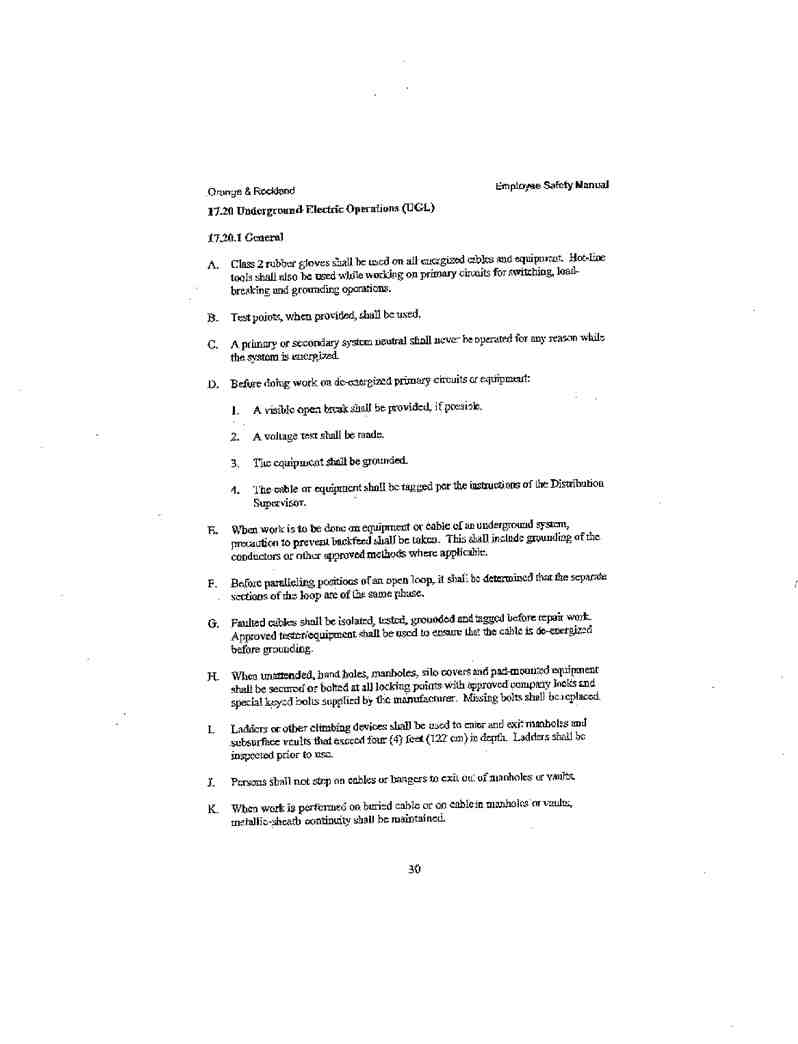 Orange & Rockland
Employee Safety Manual
17.20 Underground Electric Operations (UGL)
17.20.1 General
A. Class 2 rubber gloves shall be used on all energized cables and equipment. Hot-line
tools shall also be used while working on primary circuits for switching, load-
breaking and grounding operations.
B. Test points, when provided, shall be used.
C. A primary or secondary system neutral shall never be operated for any reason while
the system is energized.
D. Before doing work on de-energized primary circuits or equipment:
1. A visible open break shall be provided, if possible.
2. A voltage test shall be made.
3. The equipment shall be grounded.
4. The cable or equipment shall be tagged per the instructions of the Distribution
Supervisor.
E. When work is to be done on equipment or cable of an underground system,
precaution to prevent backfeed shall be taken. This shall include grounding of the
conductors or other approved methods where applicable.
F. Before paralleling positions of an open loop, it shall be determined that the separate
sections of the loop are of the same phase.
G. Faulted cables shall be isolated, tested, grounded and tagged before repair work.
Approved tester/equipment shall be used to ensure that the cable is de-energized
before grounding.
H. When unattended, hand holes, manholes, silo covers and pad-mounted equipment
shall be secured or bolted at all locking points with approved company locks and
special keyed bolts supplied by the manufacturer. Missing bolts shall be replaced.
I. Ladders or other climbing devices shall be used to enter and exit manholes and
subsurface vaults that exceed four (4) feet (122 cm) in depth. Ladders shall be
inspected prior to use.
J. Persons shall not step on cables or hangers to exit out of manholes or vaults.
K. When work is performed on buried cable or on cable in manholes or vaults,
metallic-sheath continuity shall be maintained.
30